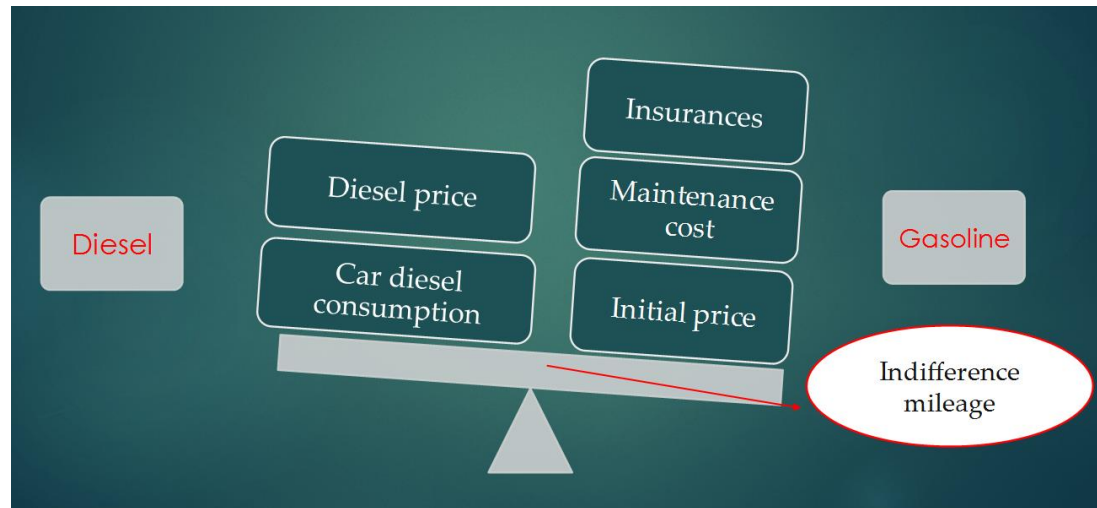 Diesel
Diesel price
Car diesel
consumption
Insurances
Maintenance
cost
Initial price
Gasoline
Indifference
mileage